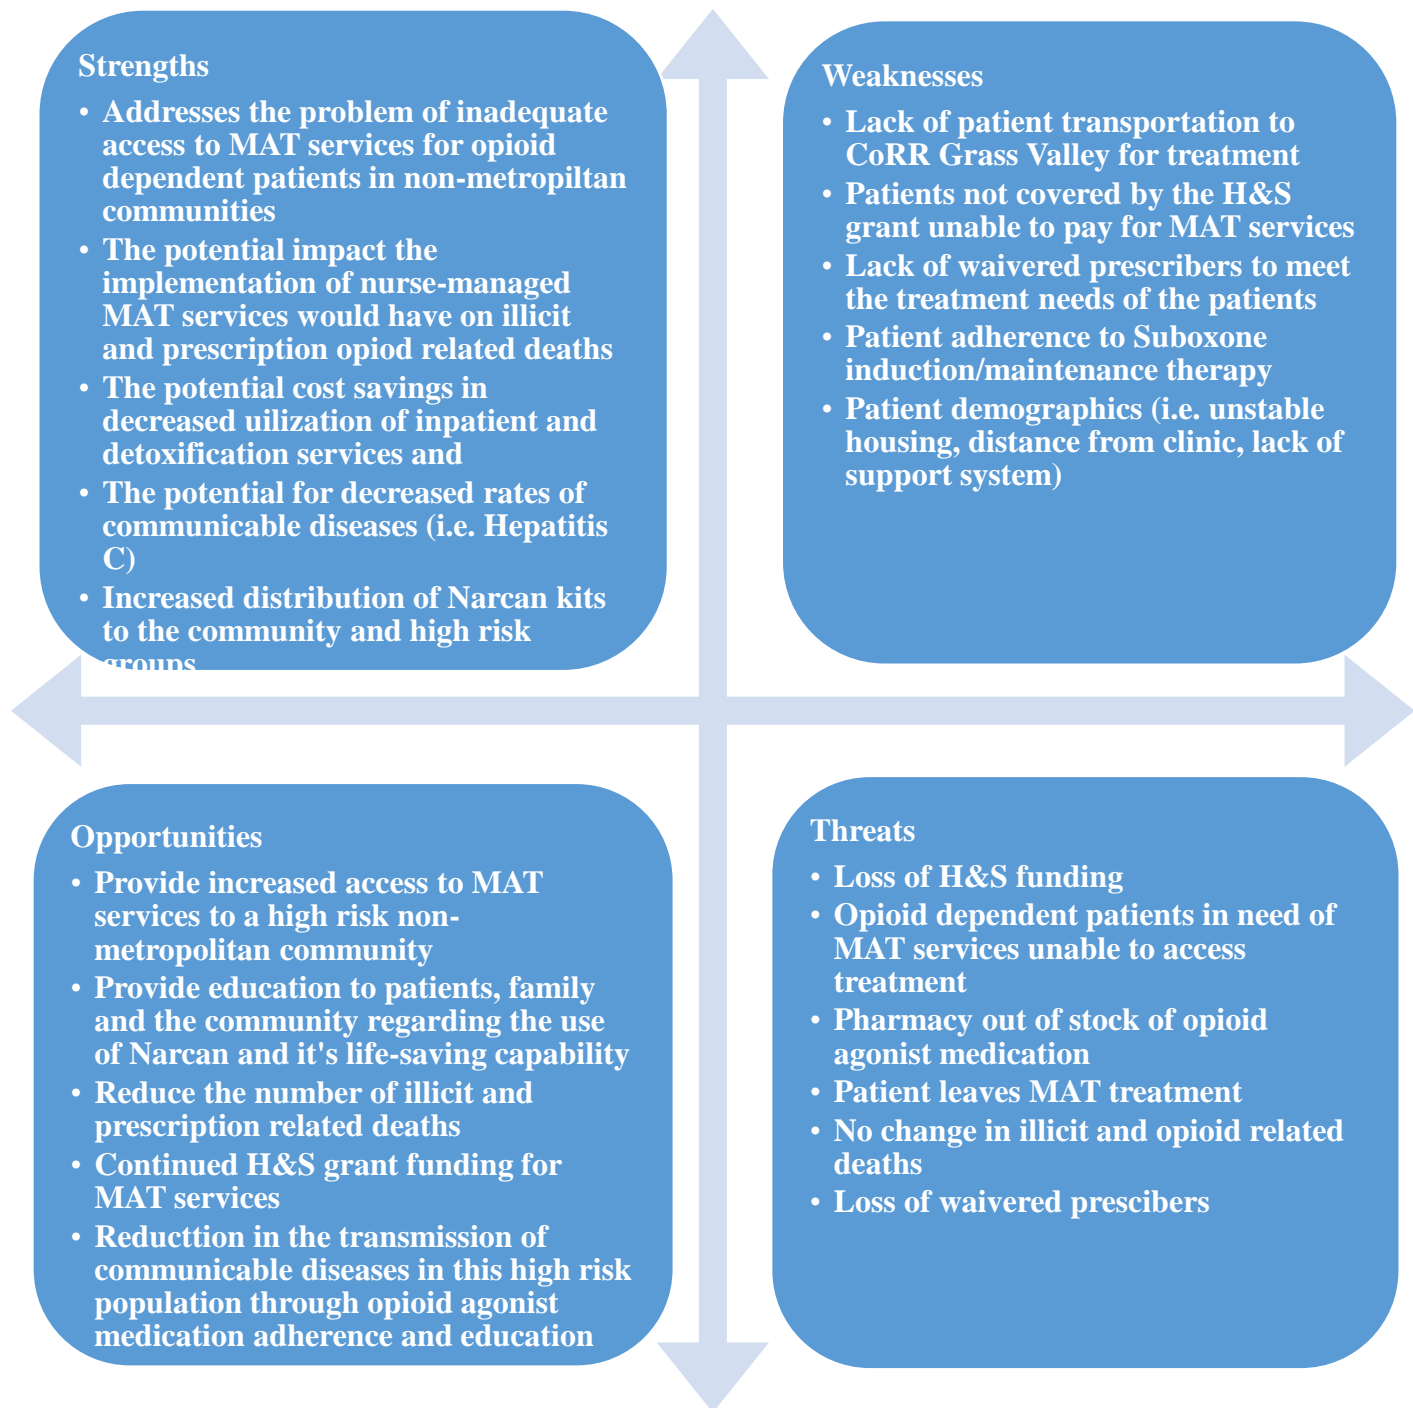 Strengths
• Addresses the problem of inadequate
access to MAT services for opioid
dependent patients in non-metropiltan
communities
• The potential impact the
implementation of nurse-managed
MAT services would have on illicit
and prescription opiod related deaths
• The potential cost savings in
decreased uilization of inpatient and
detoxification services and
• The potential for decreased rates of
communicable diseases (i.e. Hepatitis
C)
• Increased distribution of Narcan kits
to the community and high risk
groups
Weaknesses
• Lack of patient transportation to
CoRR Grass Valley for treatment
• Patients not covered by the H&S
grant unable to pay for MAT services
• Lack of waivered prescribers to meet
the treatment needs of the patients
• Patient adherence to Suboxone
induction/maintenance therapy
• Patient demographics (i.e. unstable
housing, distance from clinic, lack of
support system)
Opportunities
• Provide increased access to MAT
services to a high risk non-
metropolitan community
• Provide education to patients, family
and the community regarding the use
of Narcan and it's life-saving capability
• Reduce the number of illicit and
prescription related deaths
• Continued H&S grant funding for
MAT services
• Reducttion in the transmission of
communicable diseases in this high risk
population through opioid agonist
medication adherence and education
Threats
• Loss of H&S funding
• Opioid dependent patients in need of
MAT services unable to access
treatment
• Pharmacy out of stock of opioid
agonist medication
• Patient leaves MAT treatment
• No change in illicit and opioid related
deaths
• Loss of waivered prescibers